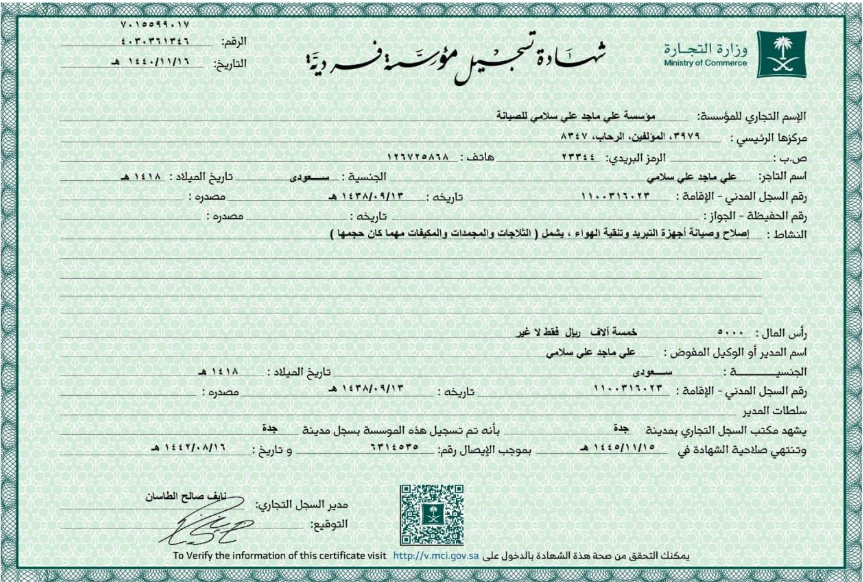 وزارة التجارة
Ministry of Commerce
شهادة تسجيل مؤسسة فردية
٧٠١٥٥٩٩٠١٧
الرقم: ٤٠٣٠٣٦١٣٤٦
التاريخ: ١٤٤٠/١١/١٦ هـ
الإسم التجاري للمؤسسة: مؤسسة علي ماجد علي سلامي للصيانة
مركزها الرئيسي : ٣٩٧٩، المؤلفين، الرحاب، ٨٣٤٧
ص.ب : الرمز البريدي: ٢٣٣٤٤ هاتف : ١٢٦٧٢٥٨٦٨
اسم التاجر: علي ماجد علي سلامي الجنسية : سـعودى تاريخ الميلاد : ١٤١٨ هـ
رقم السجل المدني - الإقامة : ١١٠٠٣١٦٠٢٣ تاريخه : ١٤٣٨/٠٩/١٣ هـ مصدره :
رقم الحفيظة - الجواز : تاريخه : مصدره :
النشاط : إصلاح وصيانة أجهزة التبريد وتنقية الهواء ، يشمل ( الثلاجات والمجمدات والمكيفات مهما كان حجمها )
رأس المال : ٥٠٠٠ خمسة آلاف ريال فقط لا غير
اسم المدير أو الوكيل المفوض : علي ماجد علي سلامي
الجنسيـــــــة : سـعودى تاريخ الميلاد : ١٤١٨ هـ
رقم السجل المدني - الإقامة : ١١٠٠٣١٦٠٢٣ تاريخه : ١٤٣٨/٠٩/١٣ هـ مصدره :
سلطات المدير
يشهد مكتب السجل التجاري بمدينة جدة بأنه تم تسجيل هذه الموسسة بسجل مدينة جدة
وتنتهي صلاحية الشهادة في ١٤٤٥/١١/١٥ هـ بموجب الإيصال رقم: ٦٣١٤٥٣٥ و تاريخ : ١٤٤٢/٠٨/١٦ هـ
مدير السجل التجاري: نايف صالح الطاسان
التوقيع:
يمكنك التحقق من صحة هذة الشهادة بالدخول على To Verify the information of this certificate visit http://v.mci.gov.sa